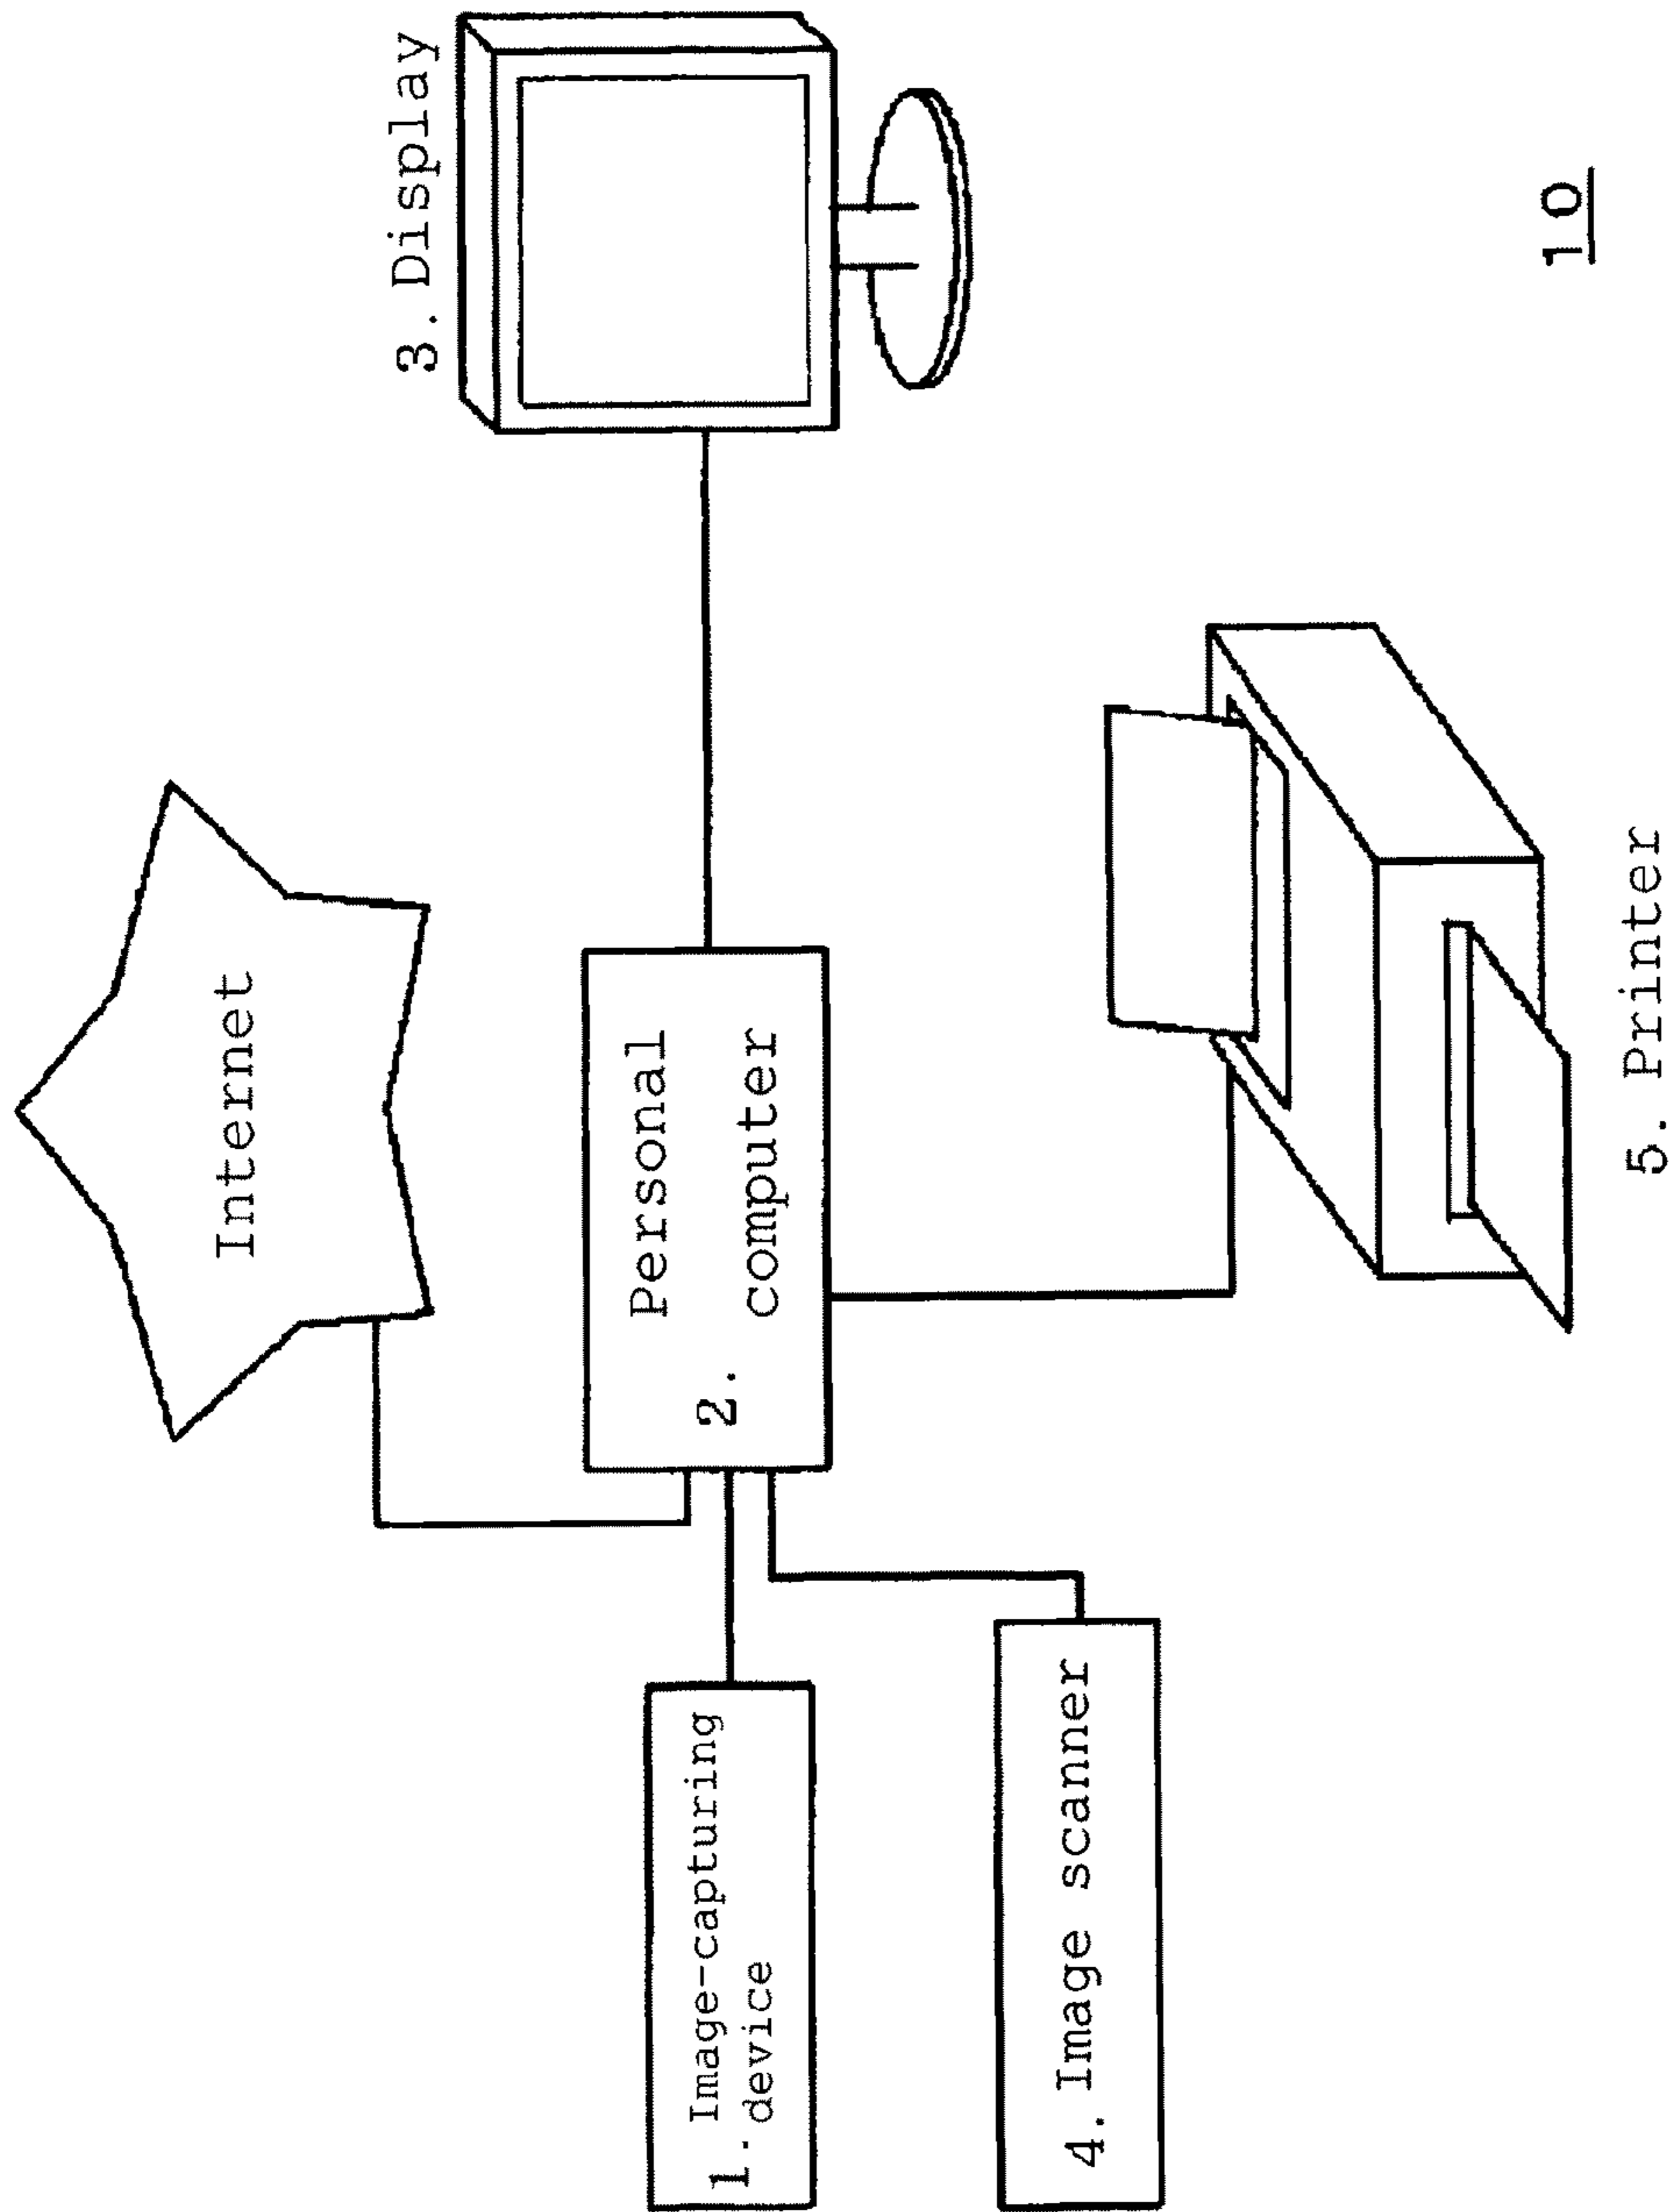 Internet
3. Display
Personal
2.
computer
1. Image-capturing
device
4. Image scanner
5. Printer
10